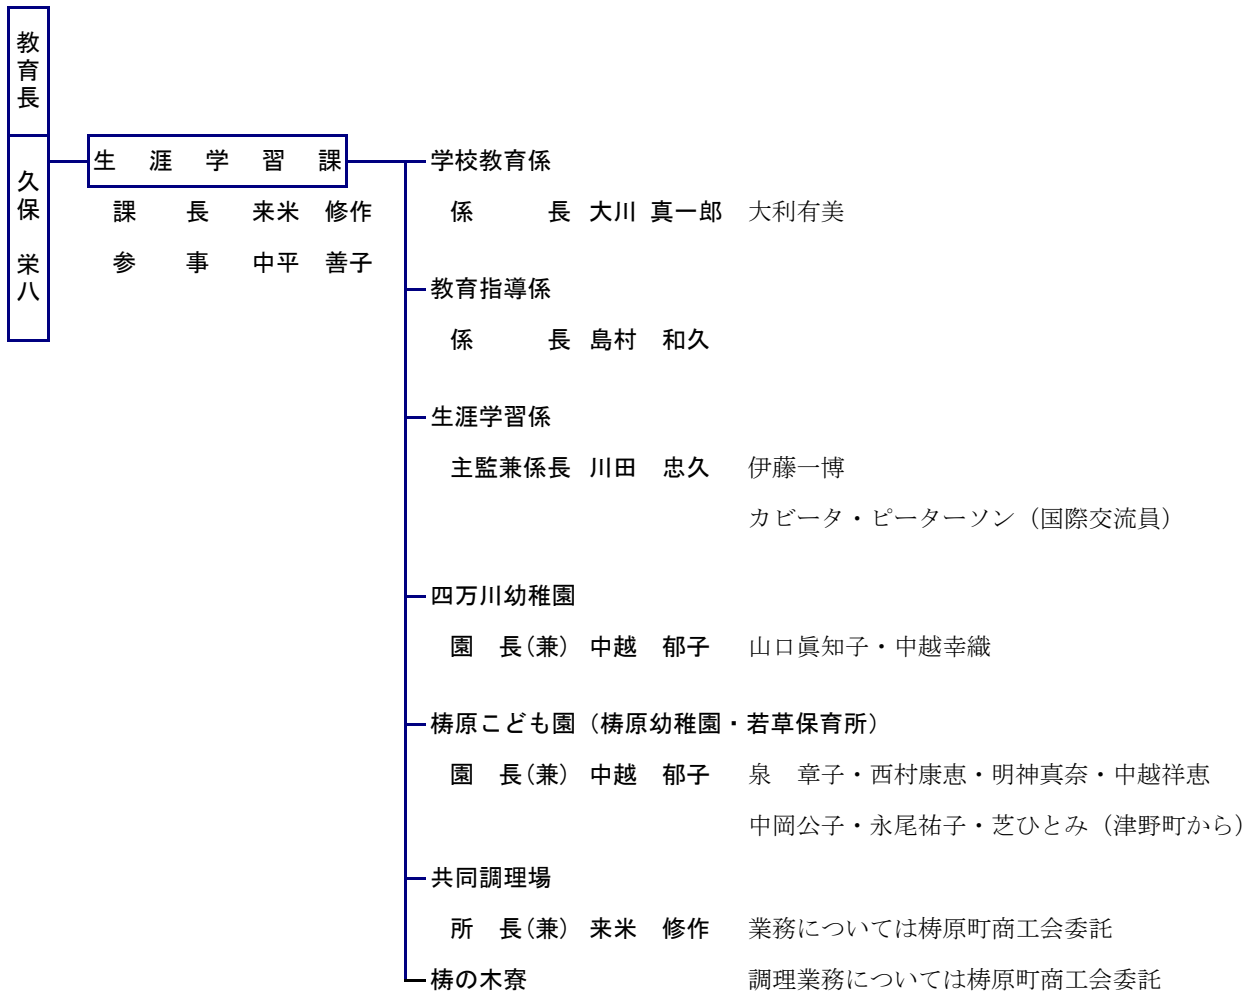 教育長
久保 栄八
生涯学習課
課長 来米 修作
参事 中平 善子
学校教育係
係長 大川 真一郎 大利有美
教育指導係
係長 島村 和久
生涯学習係
主監兼係長 川田 忠久 伊藤一博
カビータ・ピーターソン（国際交流員）
四万川幼稚園
園長(兼) 中越 郁子 山口眞知子・中越幸織
梼原こども園（梼原幼稚園・若草保育所）
園長(兼) 中越 郁子 泉 章子・西村康恵・明神真奈・中越祥恵
中岡公子・永尾祐子・芝ひとみ（津野町から）
共同調理場
所長(兼) 来米 修作 業務については梼原町商工会委託
梼の木寮 調理業務については梼原町商工会委託